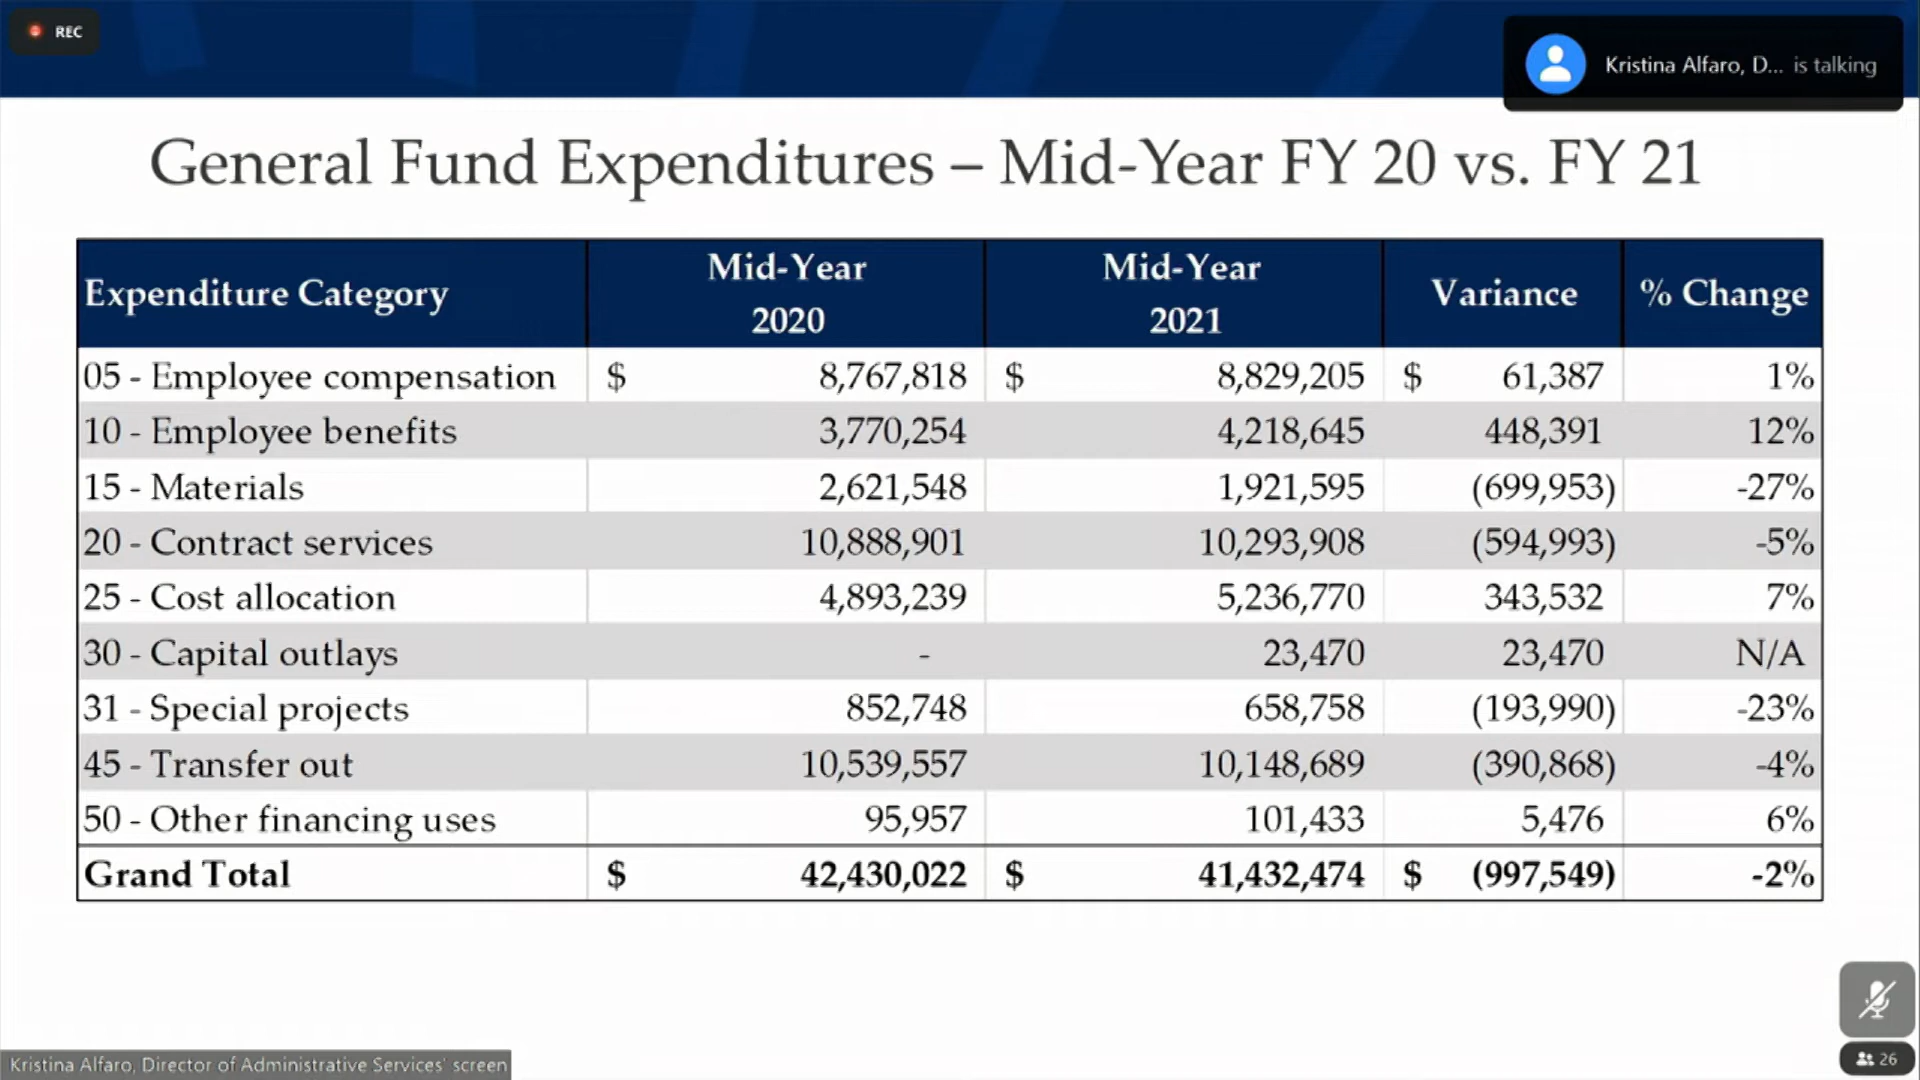 REC
Kristina Alfaro, D... is talking
General Fund Expenditures – Mid-Year FY 20 vs. FY 21
Expenditure Category Mid-Year 2020 Mid-Year 2021 Variance % Change
05 - Employee compensation $ 8,767,818 $ 8,829,205 $ 61,387 1%
10 - Employee benefits 3,770,254 4,218,645 448,391 12%
15 - Materials 2,621,548 1,921,595 (699,953) -27%
20 - Contract services 10,888,901 10,293,908 (594,993) -5%
25 - Cost allocation 4,893,239 5,236,770 343,532 7%
30 - Capital outlays - 23,470 23,470 N/A
31 - Special projects 852,748 658,758 (193,990) -23%
45 - Transfer out 10,539,557 10,148,689 (390,868) -4%
50 - Other financing uses 95,957 101,433 5,476 6%
Grand Total $ 42,430,022 $ 41,432,474 $ (997,549) -2%
Kristina Alfaro, Director of Administrative Services' screen
26